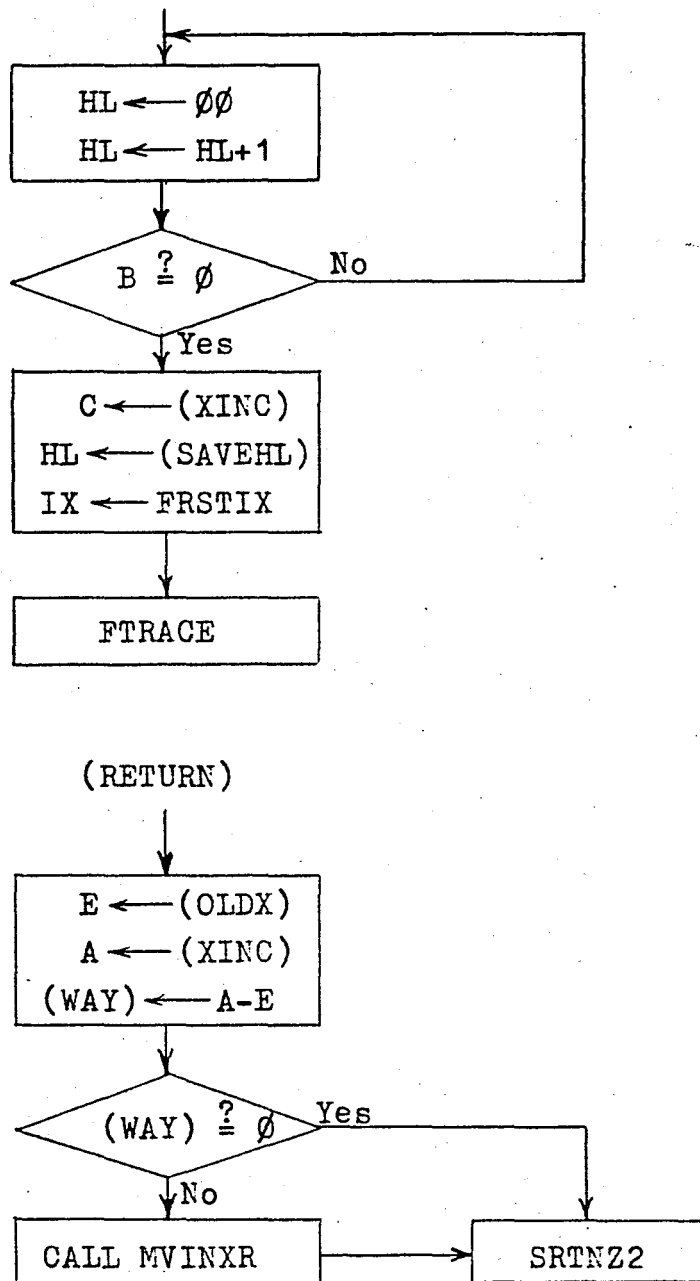 HL ← ØØ
HL ← HL+1
B ≟ Ø
No
Yes
C ← (XINC)
HL ← (SAVEHL)
IX ← FRSTIX
FTRACE
(RETURN)
E ← (OLDX)
A ← (XINC)
(WAY) ← A-E
(WAY) ≟ Ø
Yes
No
CALL MVINXR
SRTNZ2